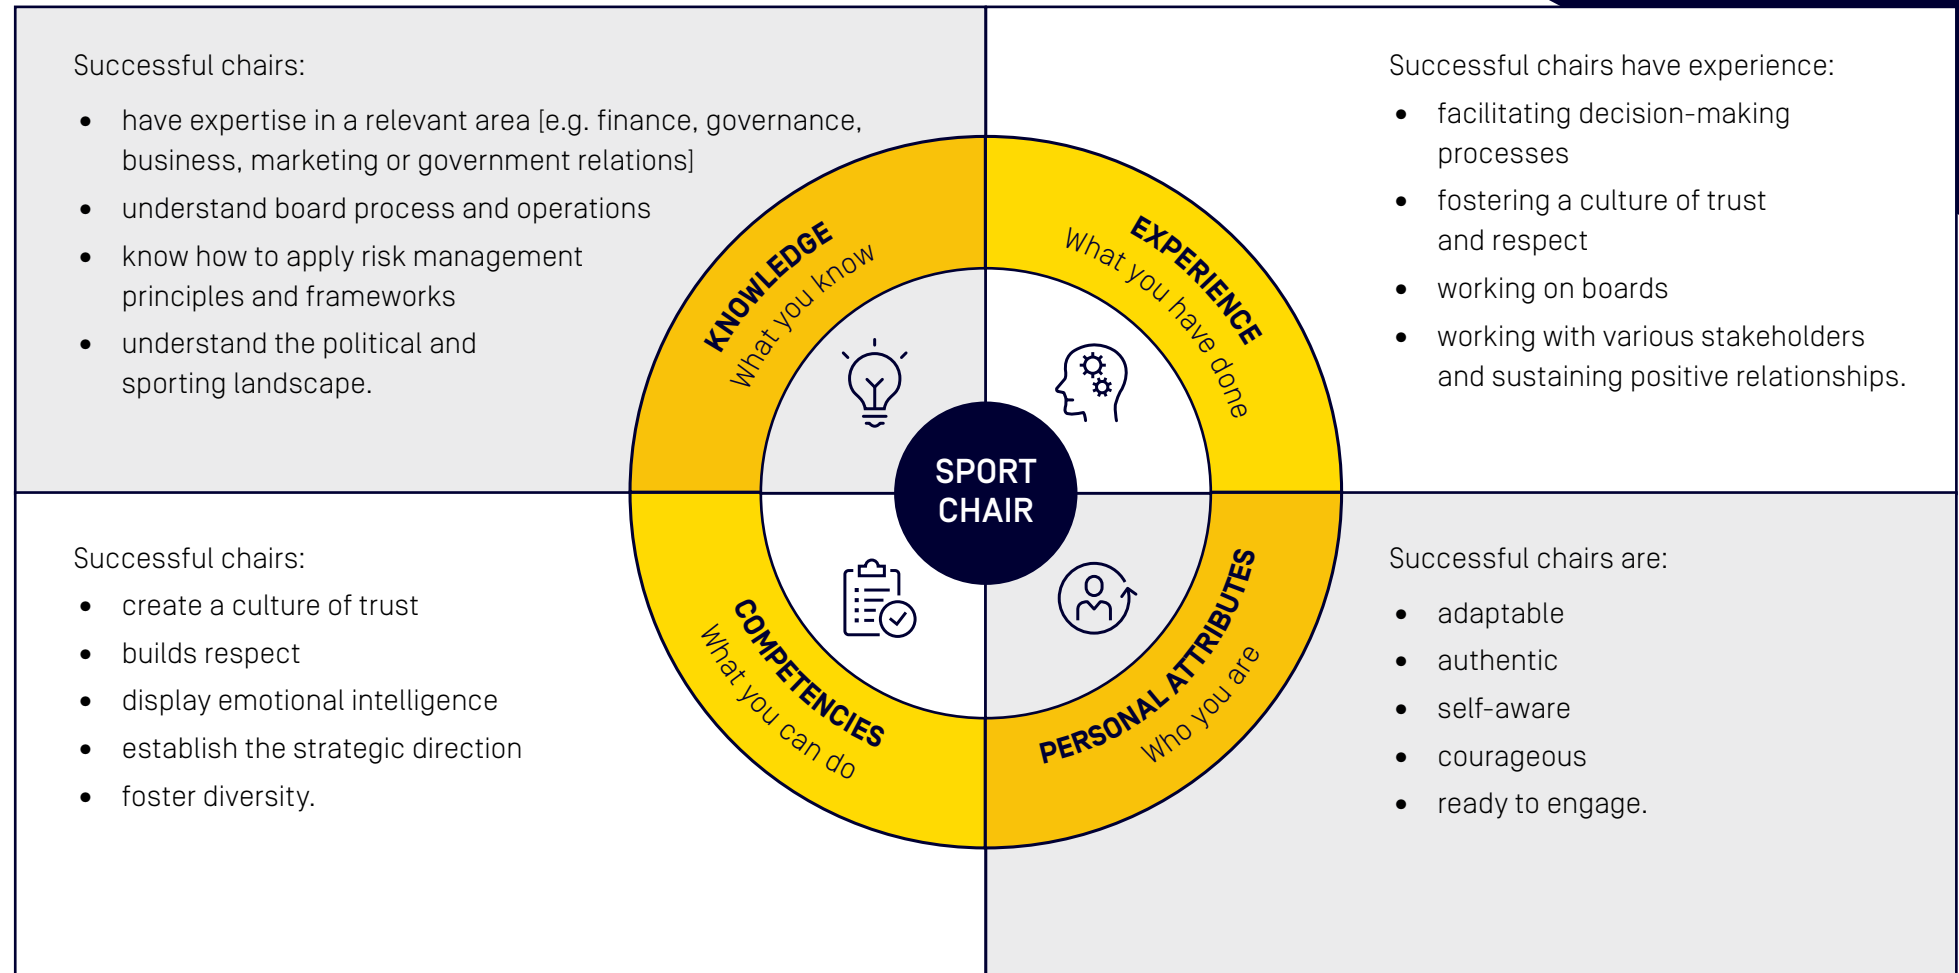 Successful chairs:
• have expertise in a relevant area [e.g. finance, governance,
business, marketing or government relations]
• understand board process and operations
• know how to apply risk management
principles and frameworks
• understand the political and
sporting landscape.
KNOWLEDGE
What you know
Successful chairs have experience:
• facilitating decision-making
processes
• fostering a culture of trust
and respect
• working on boards
• working with various stakeholders
and sustaining positive relationships.
EXPERIENCE
What you have done
SPORT
CHAIR
Successful chairs:
• create a culture of trust
• builds respect
• display emotional intelligence
• establish the strategic direction
• foster diversity.
COMPETENCIES
What you can do
Successful chairs are:
• adaptable
• authentic
• self-aware
• courageous
• ready to engage.
PERSONAL ATTRIBUTES
Who you are